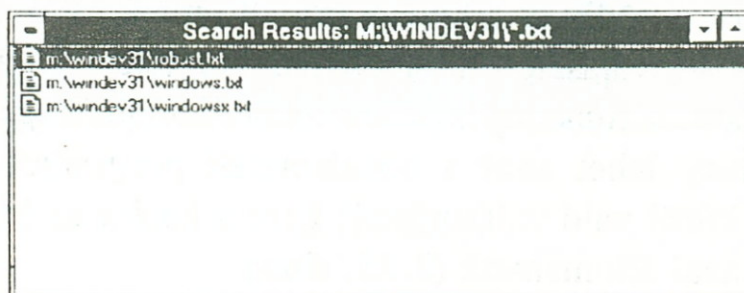 Search Results: M:\WINDEV31\*.txt
m:\windev31\robust.txt
m:\windev31\windows.txt
m:\windev31\windowsx.txt